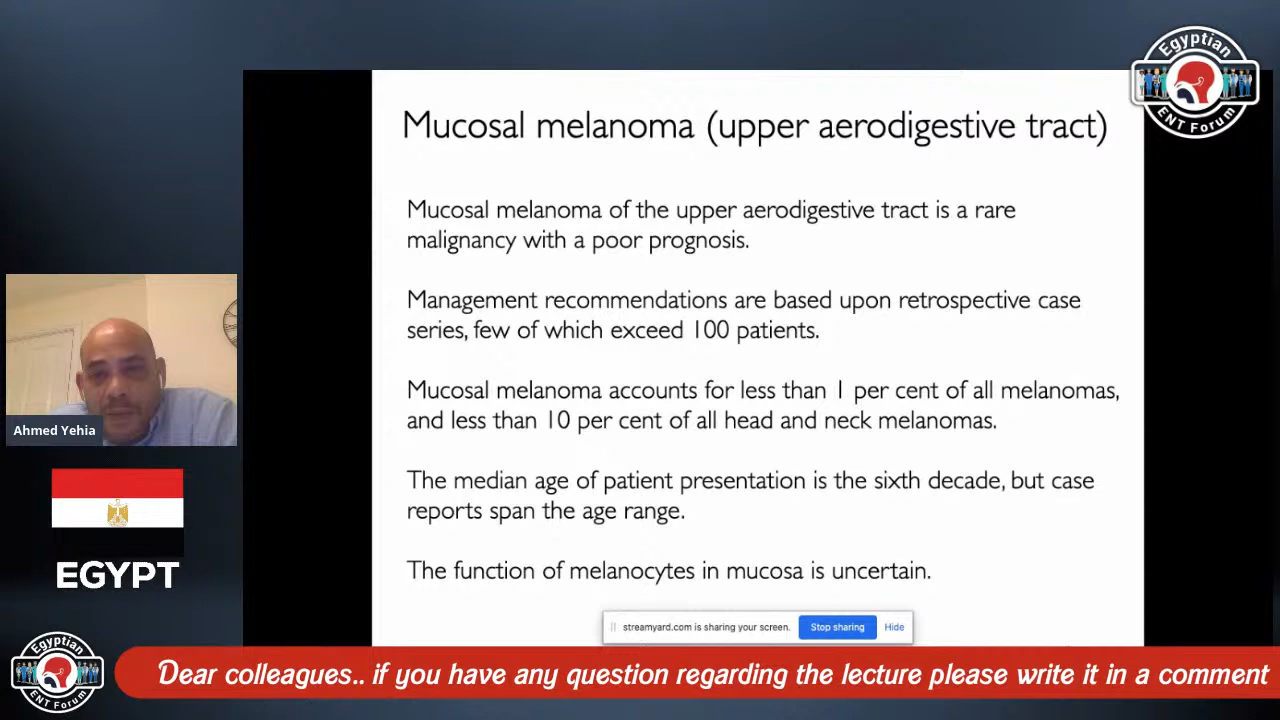 Egyptian
ENT Forum
Mucosal melanoma (upper aerodigestive tract)
Mucosal melanoma of the upper aerodigestive tract is a rare
malignancy with a poor prognosis.
Management recommendations are based upon retrospective case
series, few of which exceed 100 patients.
Mucosal melanoma accounts for less than 1 per cent of all melanomas,
and less than 10 per cent of all head and neck melanomas.
The median age of patient presentation is the sixth decade, but case
reports span the age range.
The function of melanocytes in mucosa is uncertain.
Ahmed Yehia
EGYPT
streamyard.com is sharing your screen. Stop sharing Hide
Egyptian
ENT Forum
Dear colleagues.. if you have any question regarding the lecture please write it in a comment